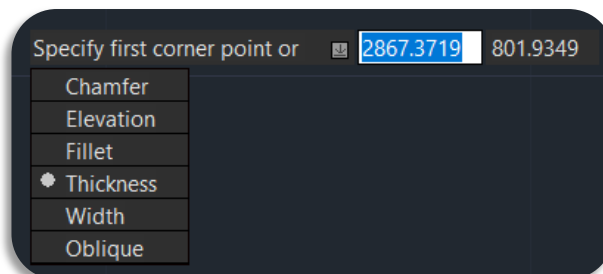 Specify first corner point or 2867.3719 801.9349
Chamfer
Elevation
Fillet
Thickness
Width
Oblique